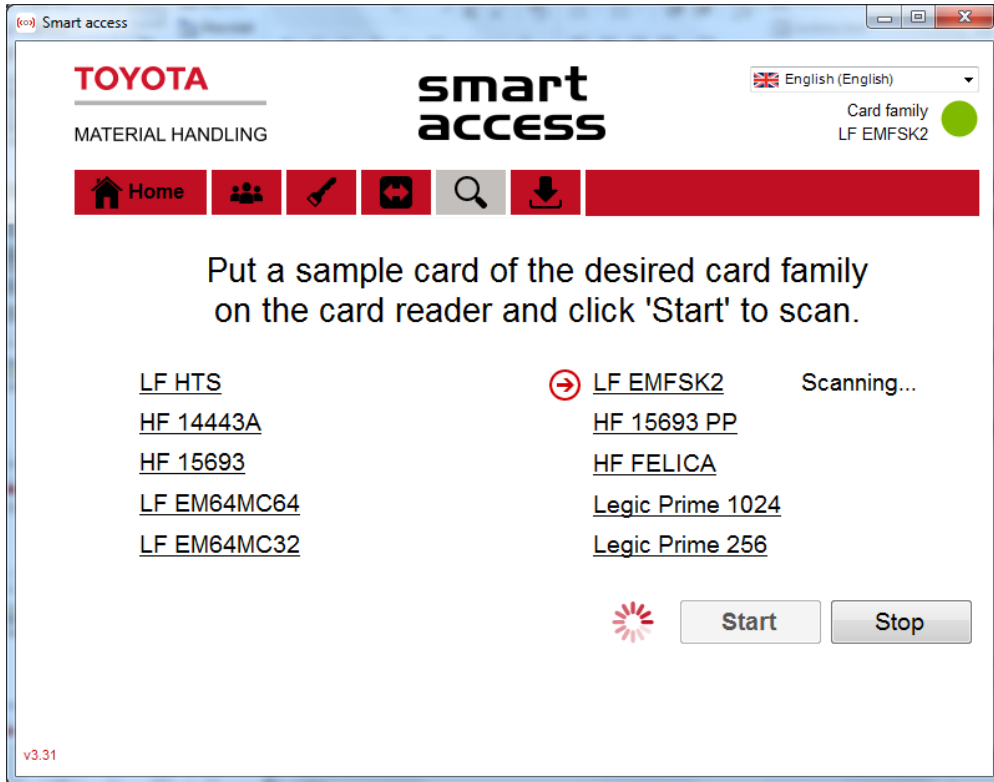 Smart access
TOYOTA
MATERIAL HANDLING
smart
access
English (English)
Card family
LF EMFSK2
Home
Put a sample card of the desired card family
on the card reader and click 'Start' to scan.
LF HTS
HF 14443A
HF 15693
LF EM64MC64
LF EM64MC32
LF EMFSK2 Scanning...
HF 15693 PP
HF FELICA
Legic Prime 1024
Legic Prime 256
Start Stop
v3.31